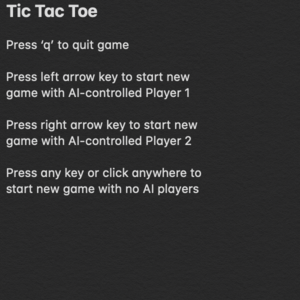 Tic Tac Toe
Press ‘q’ to quit game
Press left arrow key to start new
game with AI-controlled Player 1
Press right arrow key to start new
game with AI-controlled Player 2
Press any key or click anywhere to
start new game with no AI players